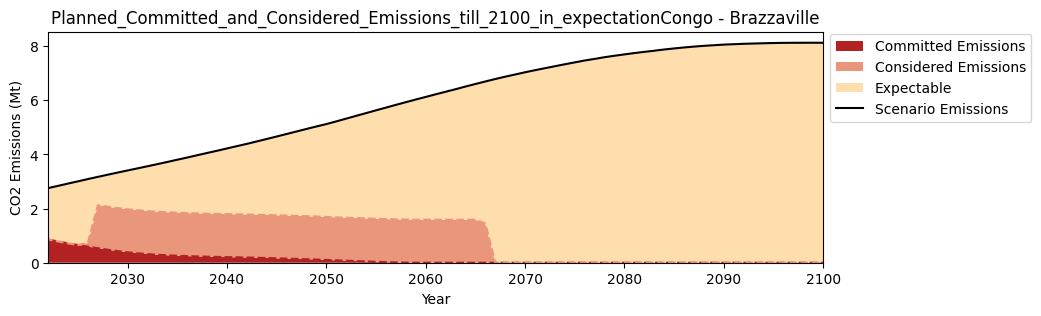 Planned_Committed_and_Considered_Emissions_till_2100_in_expectationCongo - Brazzaville
CO2 Emissions (Mt)
8
6
4
2
0
2030
2040
2050
2060
2070
2080
2090
2100
Year
Committed Emissions
Considered Emissions
Expectable
Scenario Emissions